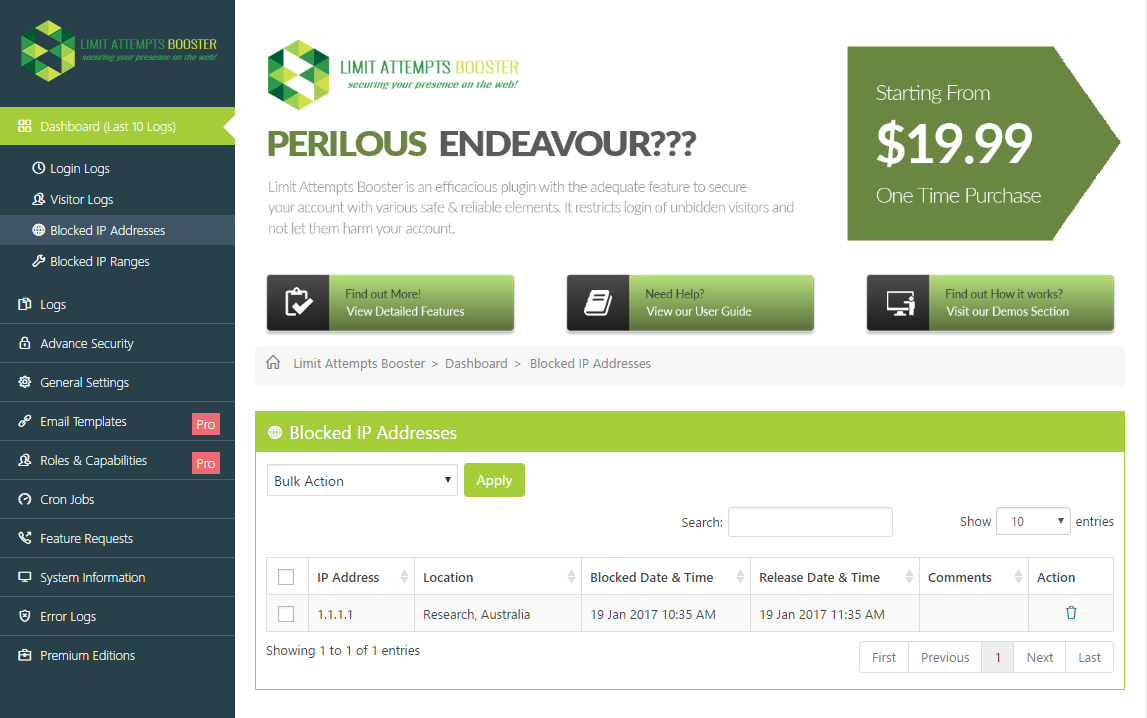 LIMIT ATTEMPTS BOOSTER
securing your presence on the web!
Dashboard (Last 10 Logs)
Login Logs
Visitor Logs
Blocked IP Addresses
Blocked IP Ranges
Logs
Advance Security
General Settings
Email Templates Pro
Roles & Capabilities Pro
Cron Jobs
Feature Requests
System Information
Error Logs
Premium Editions
LIMIT ATTEMPTS BOOSTER
securing your presence on the web!
PERILOUS ENDEAVOUR???
Limit Attempts Booster is an efficacious plugin with the adequate feature to secure
your account with various safe & reliable elements. It restricts login of unbidden visitors and
not let them harm your account.
Starting From
$19.99
One Time Purchase
Find out More!
View Detailed Features
Need Help?
View our User Guide
Find out How it works?
Visit our Demos Section
Limit Attempts Booster > Dashboard > Blocked IP Addresses
Blocked IP Addresses
Bulk Action Apply
Search: Show 10 entries
IP Address Location Blocked Date & Time Release Date & Time Comments Action
1.1.1.1 Research, Australia 19 Jan 2017 10:35 AM 19 Jan 2017 11:35 AM
Showing 1 to 1 of 1 entries
First Previous 1 Next Last